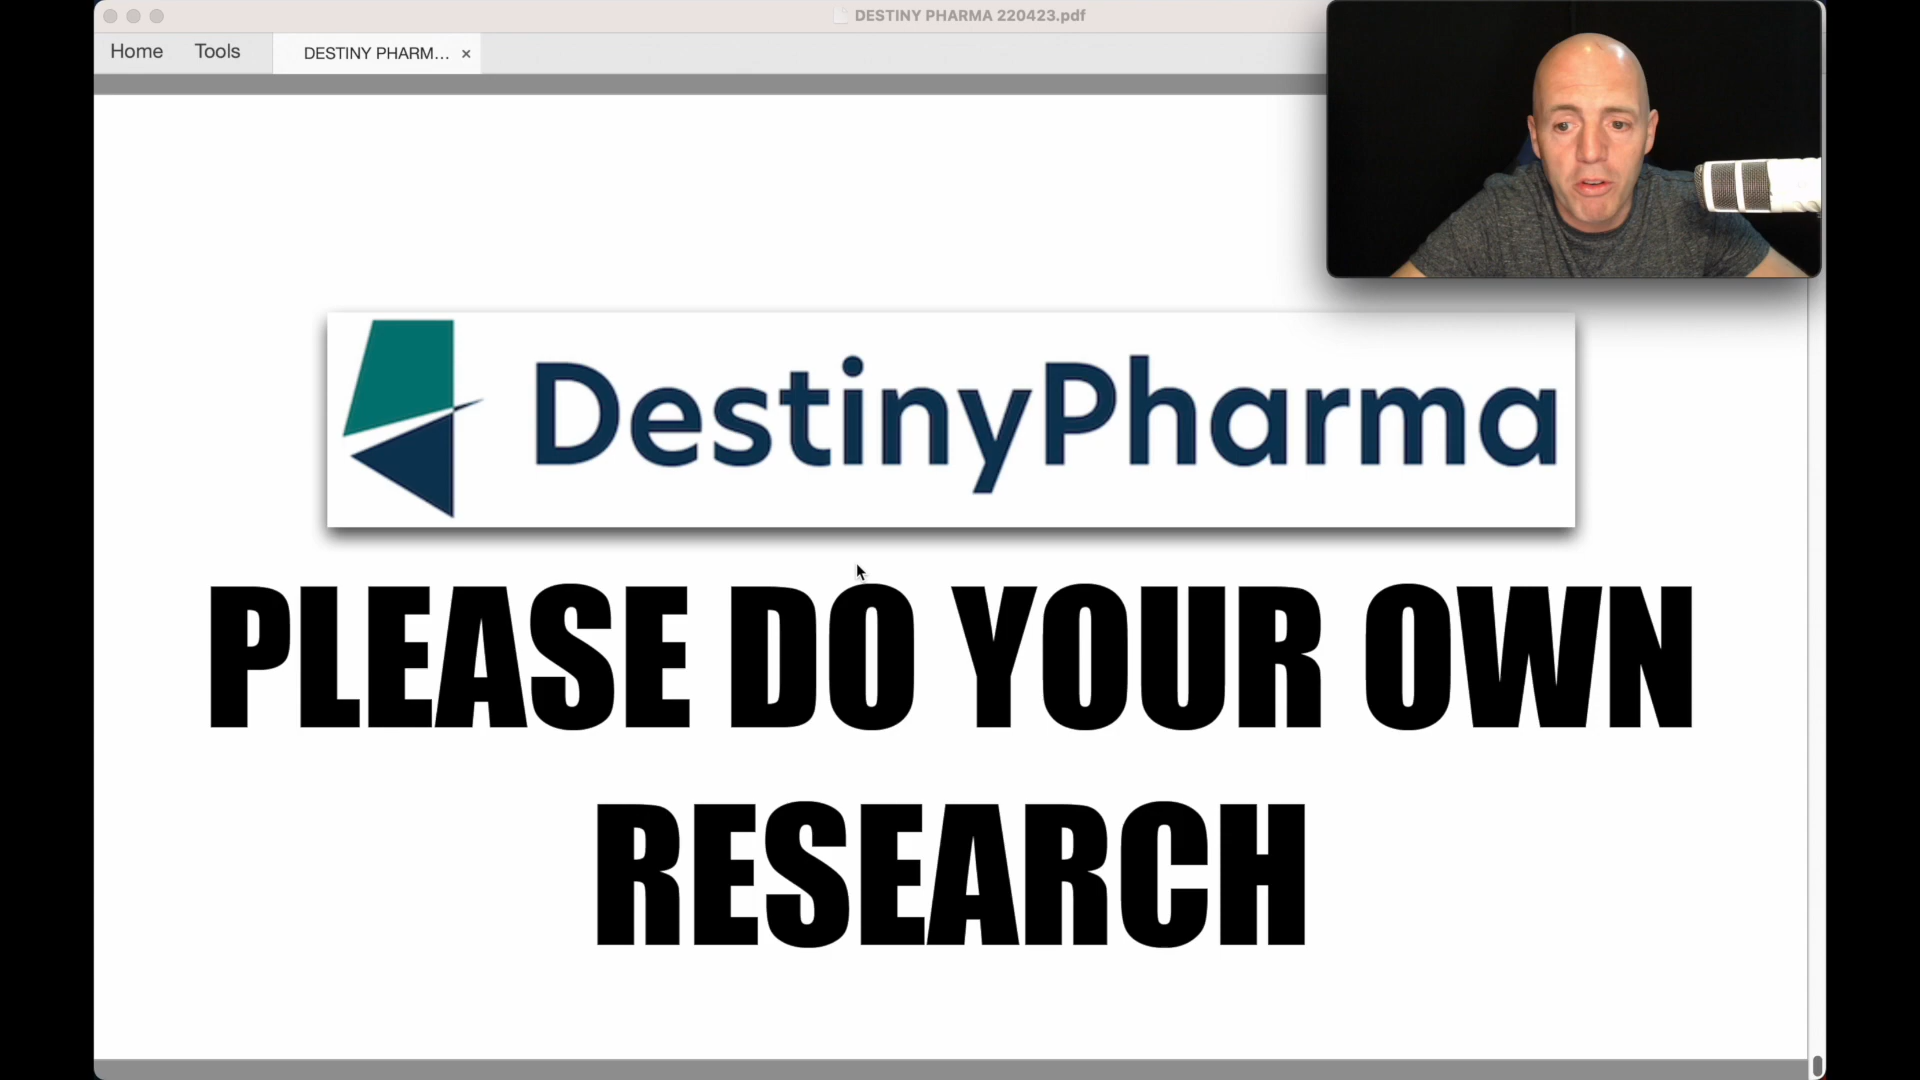 DESTINY PHARMA 220423.pdf
Home
Tools
DESTINY PHARM...
DestinyPharma
PLEASE DO YOUR OWN
RESEARCH